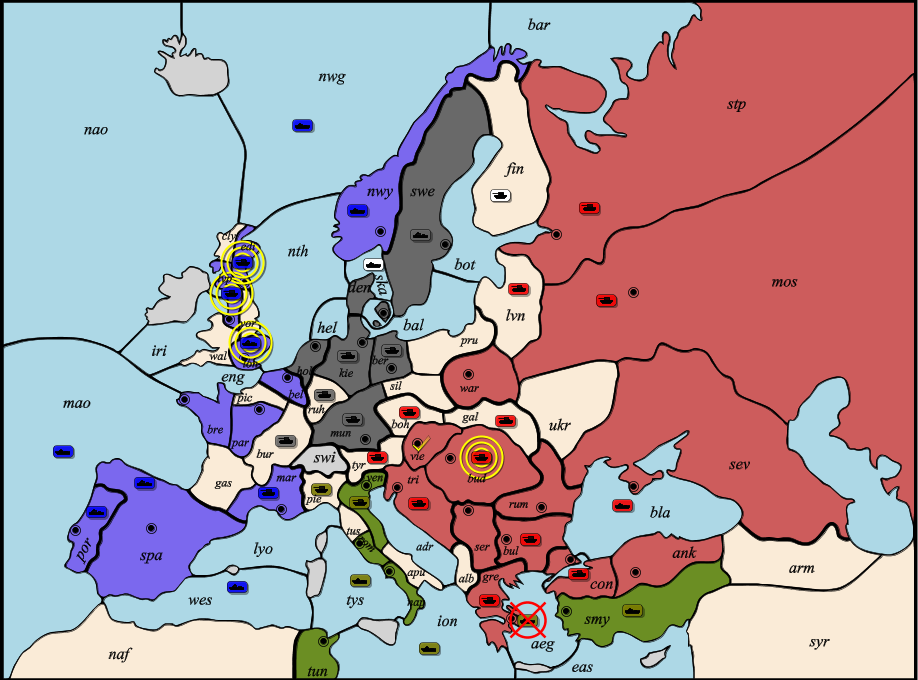 bar
nwg
stp
nao
fin
nwy
swe
cly
edi
nth
ska
bot
mos
den
lvn
hel
bal
iri
yor
pru
wal
lon
ber
kie
hol
eng
war
mao
bel
sil
pic
ruh
gal
boh
ukr
bre
par
mun
bur
vie
swi
tyr
sev
bud
mar
ven
tri
gas
pie
rum
bla
tus
ser
bul
por
spa
lyo
rom
adr
ank
apu
alb
gre
con
arm
wes
tys
nap
ion
smy
aeg
syr
naf
tun
eas